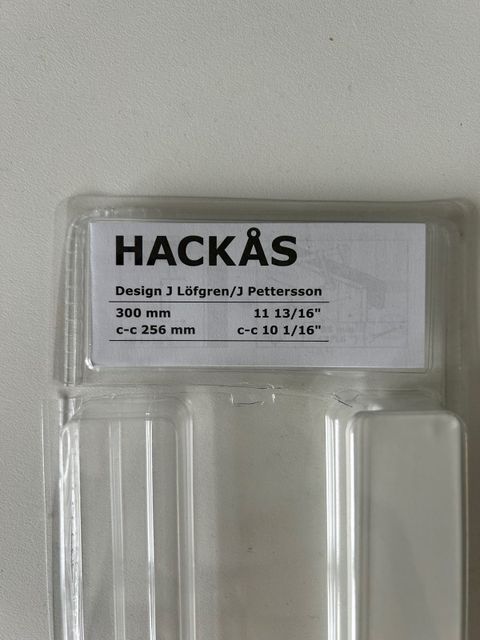 HACKÅS
Design J Löfgren/J Pettersson
300 mm 11 13/16"
c-c 256 mm c-c 10 1/16"